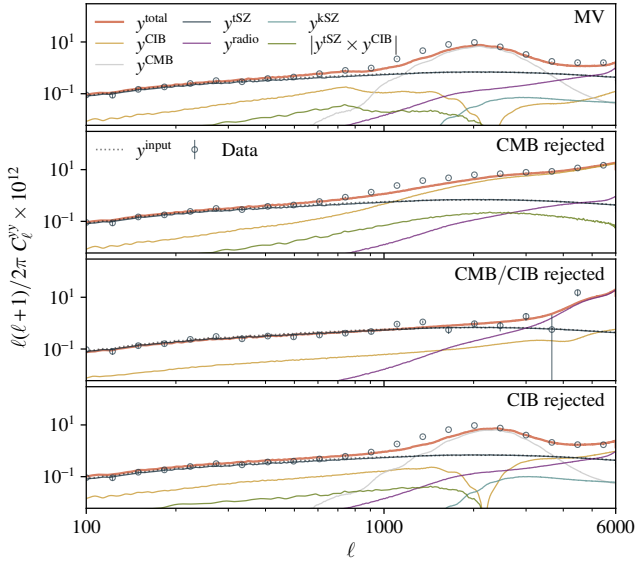 y^total y^tSZ y^kSZ MV
y^CIB y^radio |y^tSZ × y^CIB|
y^CMB
10^1
10^-1
y^input Data CMB rejected
10^1
10^-1
CMB/CIB rejected
10^1
10^-1
CIB rejected
10^1
10^-1
ℓ(ℓ+1)/2π C_ℓ^yy × 10^12
100 1000 6000
ℓ